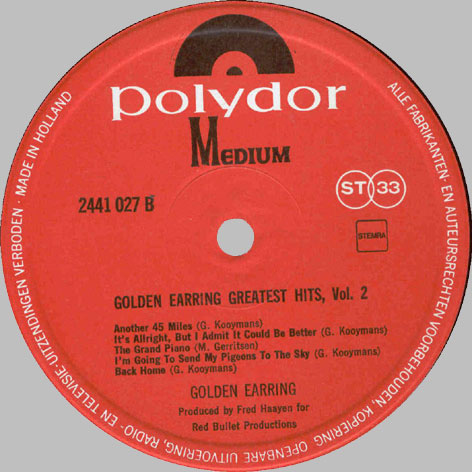 polydor
MEDIUM
2441 027 B
ST 33
STEMRA
GOLDEN EARRING GREATEST HITS, Vol. 2
Another 45 Miles (G. Kooymans)
It's Allright, But I Admit It Could Be Better (G. Kooymans)
The Grand Piano (M. Gerritsen)
I'm Going To Send My Pigeons To The Sky (G. Kooymans)
Back Home (G. Kooymans)
GOLDEN EARRING
Produced by Fred Haayen for
Red Bullet Productions
ALLE FABRIKANTEN- EN AUTEURSRECHTEN VOORBEHOUDEN, KOPIERING, OPENBARE UITVOERING, RADIO- EN TELEVISIE-UITZENDINGEN VERBODEN · MADE IN HOLLAND